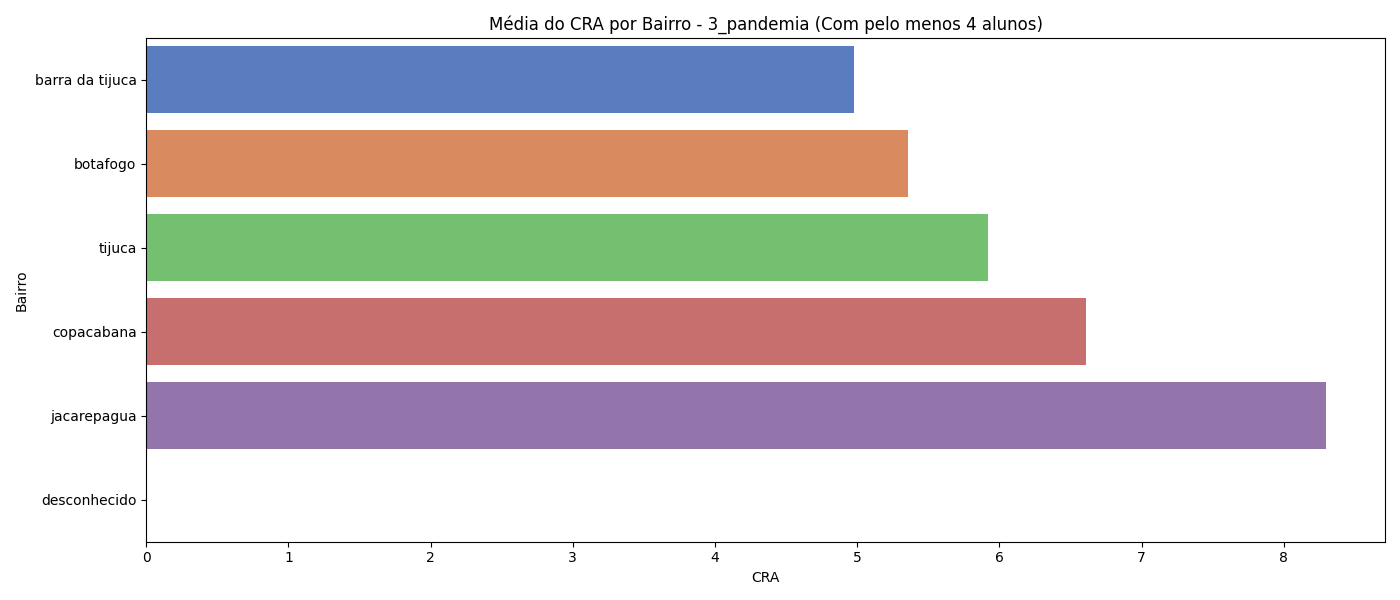 Média do CRA por Bairro - 3_pandemia (Com pelo menos 4 alunos)
barra da tijuca
botafogo
tijuca
copacabana
jacarepagua
desconhecido
Bairro
0 1 2 3 4 5 6 7 8
CRA